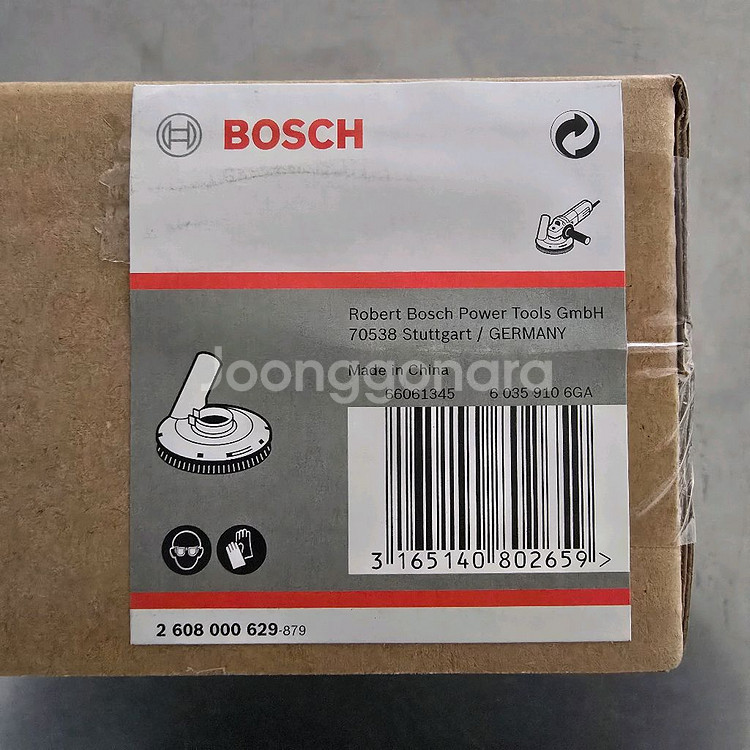 BOSCH
Robert Bosch Power Tools GmbH
70538 Stuttgart / GERMANY
Made in China
Joonggonara
66061345 6 035 910 6GA
3 165140 802659 >
2 608 000 629-879